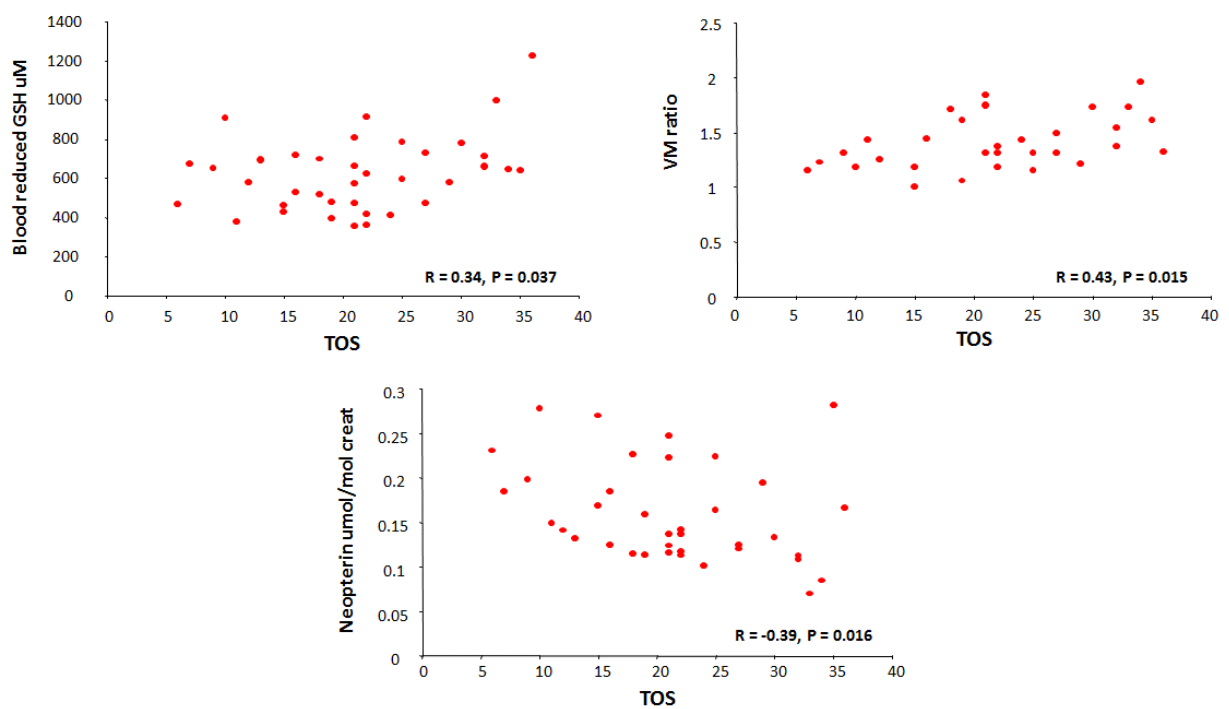 Blood reduced GSH uM
1400
1200
1000
800
600
400
200
0
0 5 10 15 20 25 30 35 40
R = 0.34, P = 0.037
TOS
VM ratio
2.5
2
1.5
1
0.5
0
0 5 10 15 20 25 30 35 40
R = 0.43, P = 0.015
TOS
Neopterin umol/mol creat
0.3
0.25
0.2
0.15
0.1
0.05
0
0 5 10 15 20 25 30 35 40
R = -0.39, P = 0.016
TOS